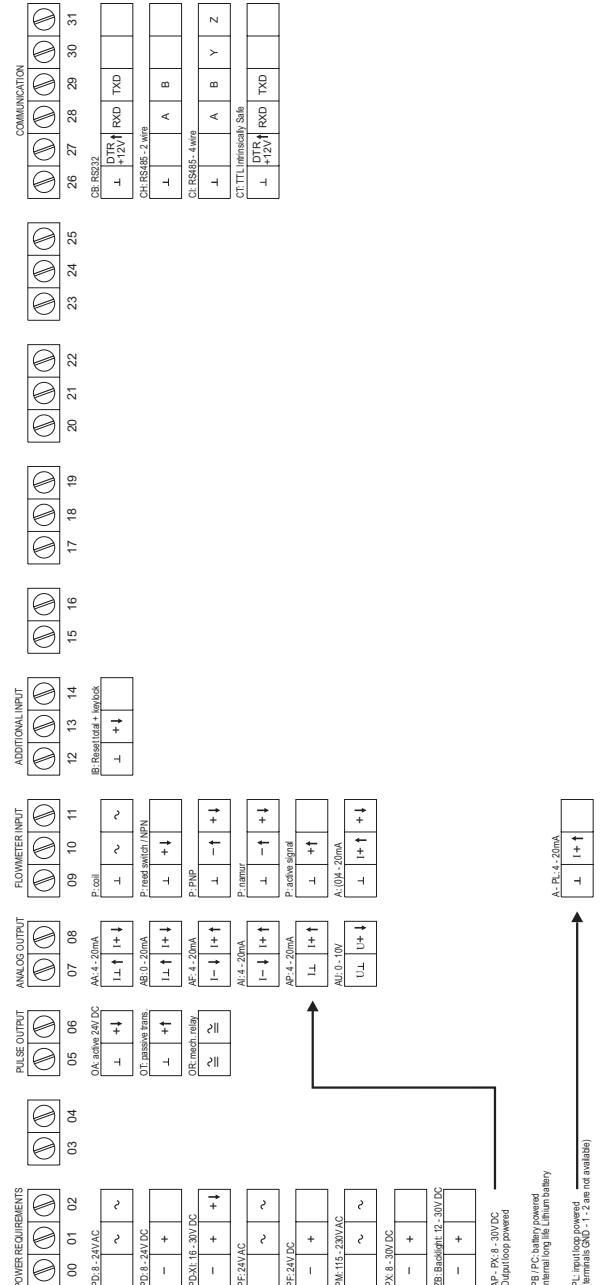 POWER REQUIREMENTS
00 01 02
PD: 8 - 24V AC
~ ~
PD: 8 - 24V DC
− +
PD-XI: 16 - 30V DC
− + +↓
PF: 24V AC
~ ~
PF: 24V DC
− +
PM: 115 - 230V AC
~ ~
PX: 8 - 30V DC
− +
ZB: Backlight: 12 - 30V DC
− +
AP - PX: 8 - 30V DC
Output loop powered
PB / PC: battery powered
Internal long life Lithium battery
PL: input loop powered
terminals GND - 1 - 2 are not available)
03 04
PULSE OUTPUT
05 06
OA: active 24V DC
⊥ +↓
OT: passive trans.
⊥ +↑
OR: mech. relay
≂ ≂
ANALOG OUTPUT
07 08
AA: 4 - 20mA
I⊥↑ I+↓
AB: 0 - 20mA
I⊥↑ I+↓
AF: 4 - 20mA
I−↓ I+↑
AI: 4 - 20mA
I−↓ I+↑
AP: 4 - 20mA
I⊥ I+↑
AU: 0 - 10V
U⊥ U+↓
FLOWMETER INPUT
09 10 11
P: coil
⊥ ~ ~
P: reed switch / NPN
⊥ +↓
P: PNP
⊥ −↑ +↓
P: namur
⊥ −↑ +↓
P: active signal
⊥ +↑
A: (0)4 - 20mA
⊥ I+↑ +↓
A - PL: 4 - 20mA
⊥ I+↑
ADDITIONAL INPUT
12 13 14
IB: Reset total + keylock
⊥ +↓
15 16
17 18 19
20 21 22
23 24 25
COMMUNICATION
26 27 28 29 30 31
CB: RS232
⊥ DTR +12V↑ RXD TXD
CH: RS485 - 2 wire
⊥ A B
CI: RS485 - 4 wire
⊥ A B Y Z
CT: TTL Intrinsically Safe
⊥ DTR +12V↑ RXD TXD